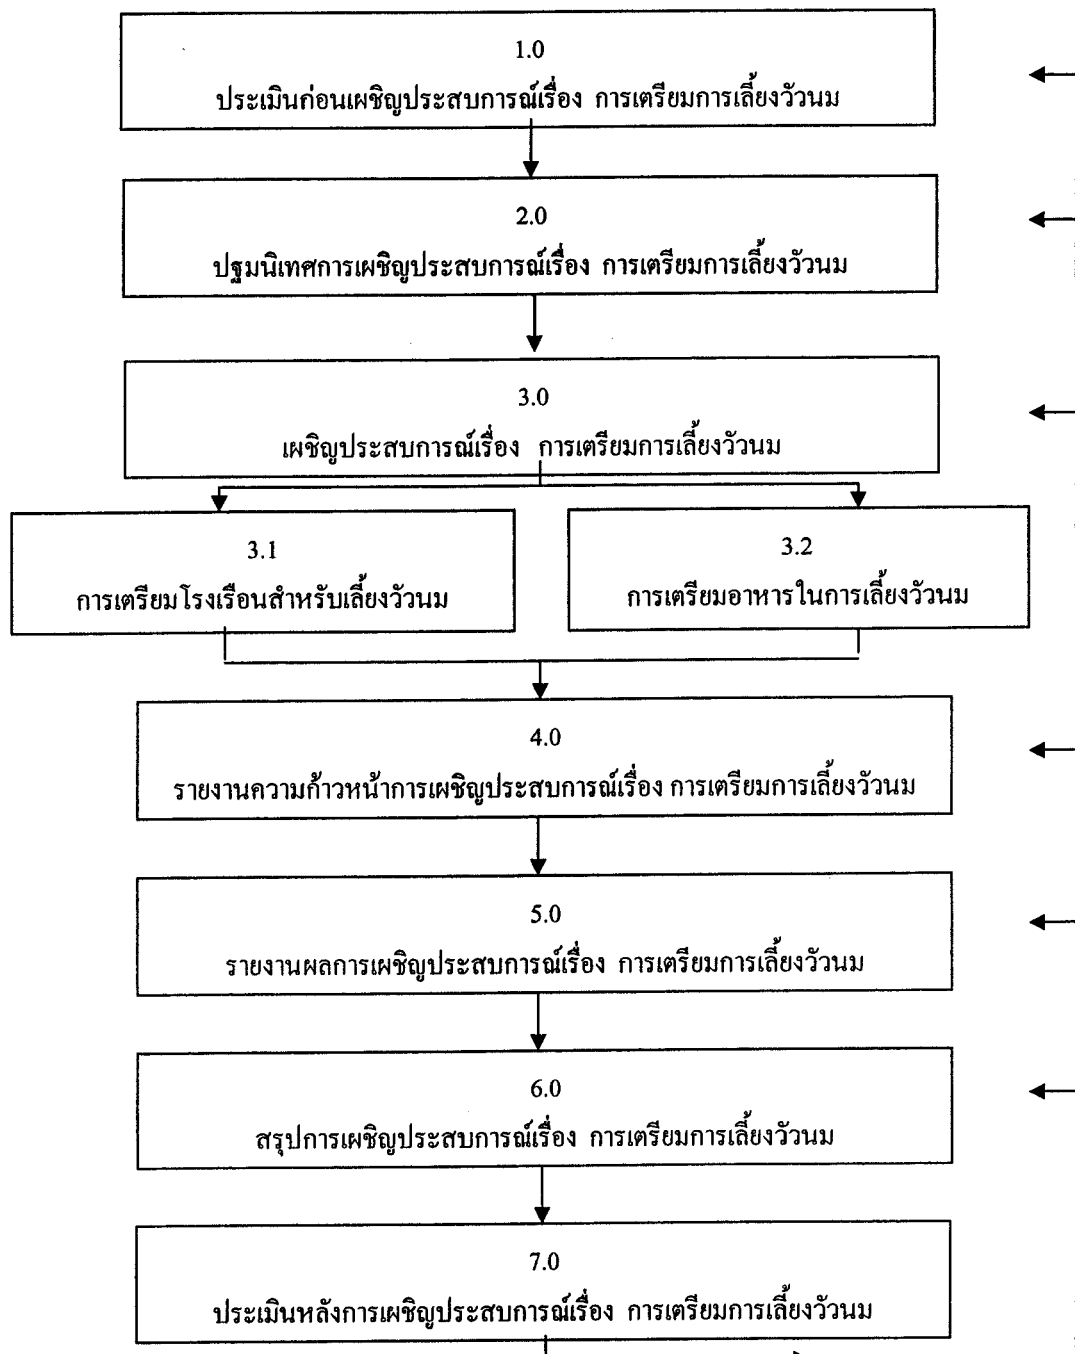 1.0
ประเมินก่อนเผชิญประสบการณ์เรื่อง การเตรียมการเลี้ยงวัวนม
2.0
ปฐมนิเทศการเผชิญประสบการณ์เรื่อง การเตรียมการเลี้ยงวัวนม
3.0
เผชิญประสบการณ์เรื่อง การเตรียมการเลี้ยงวัวนม
3.1
การเตรียมโรงเรือนสำหรับเลี้ยงวัวนม
3.2
การเตรียมอาหารในการเลี้ยงวัวนม
4.0
รายงานความก้าวหน้าการเผชิญประสบการณ์เรื่อง การเตรียมการเลี้ยงวัวนม
5.0
รายงานผลการเผชิญประสบการณ์เรื่อง การเตรียมการเลี้ยงวัวนม
6.0
สรุปการเผชิญประสบการณ์เรื่อง การเตรียมการเลี้ยงวัวนม
7.0
ประเมินหลังการเผชิญประสบการณ์เรื่อง การเตรียมการเลี้ยงวัวนม